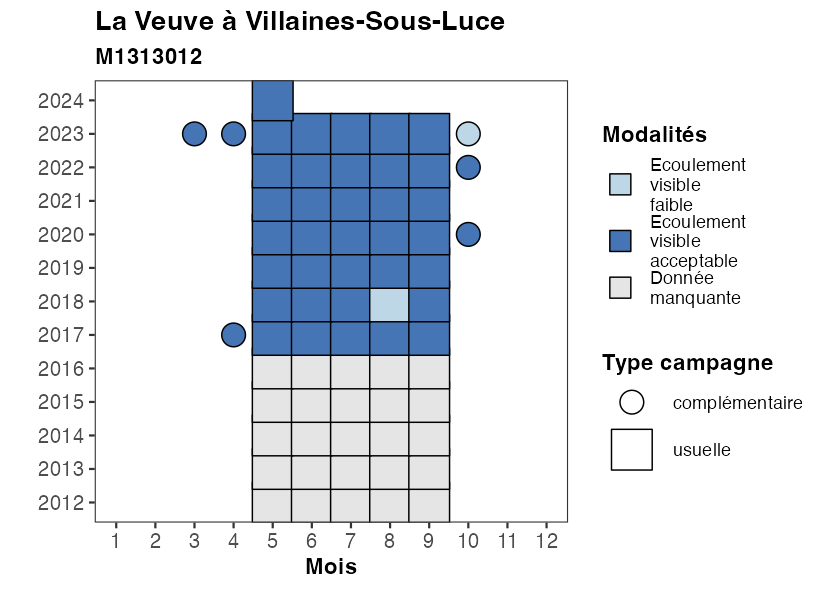 La Veuve à Villaines-Sous-Luce
M1313012
2024
2023
2022
2021
2020
2019
2018
2017
2016
2015
2014
2013
2012
1 2 3 4 5 6 7 8 9 10 11 12
Mois
Modalités
Ecoulement
visible
faible
Ecoulement
visible
acceptable
Donnée
manquante
Type campagne
complémentaire
usuelle